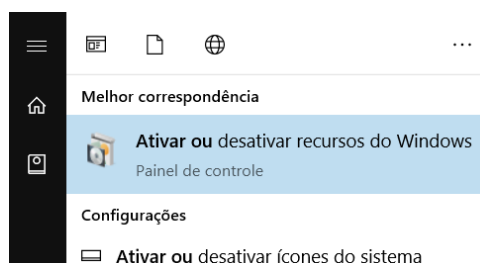 Melhor correspondência
Ativar ou desativar recursos do Windows
Painel de controle
Configurações
Ativar ou desativar ícones do sistema